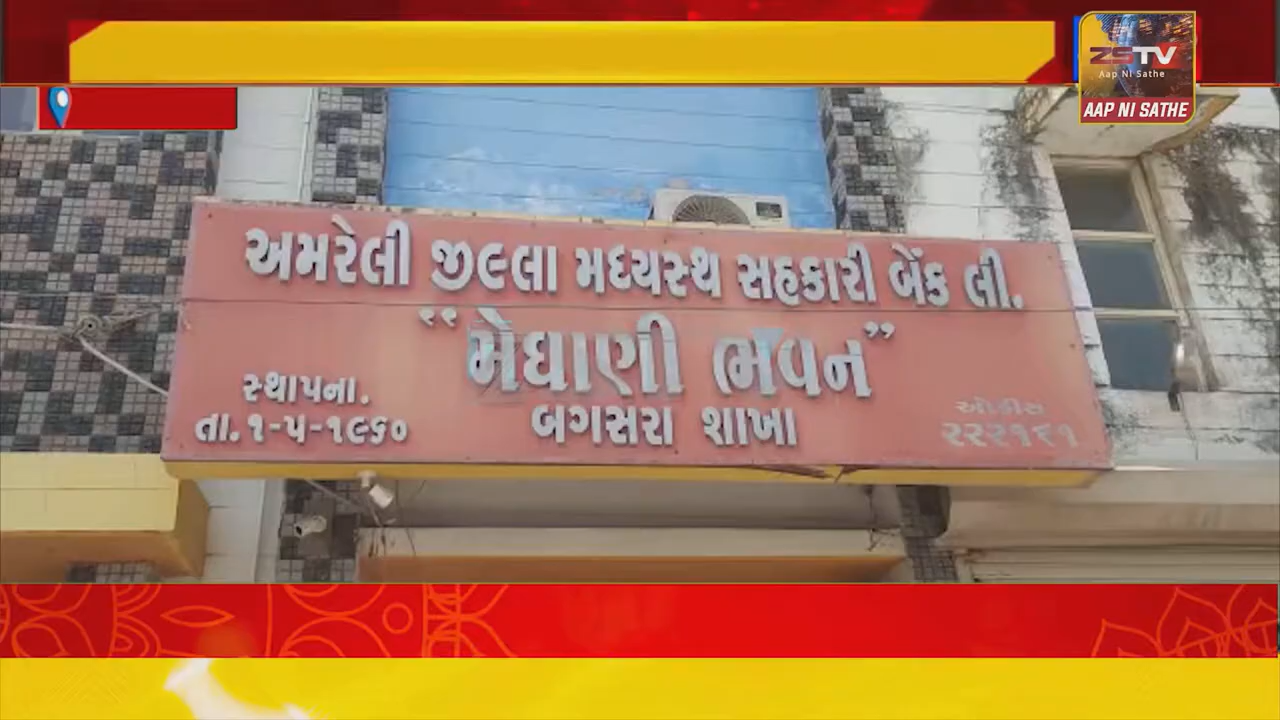 ZSTV
Aap Ni Sathe
AAP NI SATHE
અમરેલી જીલ્લા મધ્યસ્થ સહકારી બેંક લી.
"મેઘાણી ભવન"
સ્થાપના.
તા.૧-૫-૧૯૬૦
બગસરા શાખા
ઓફીસ
૨૨૨૧૬૧